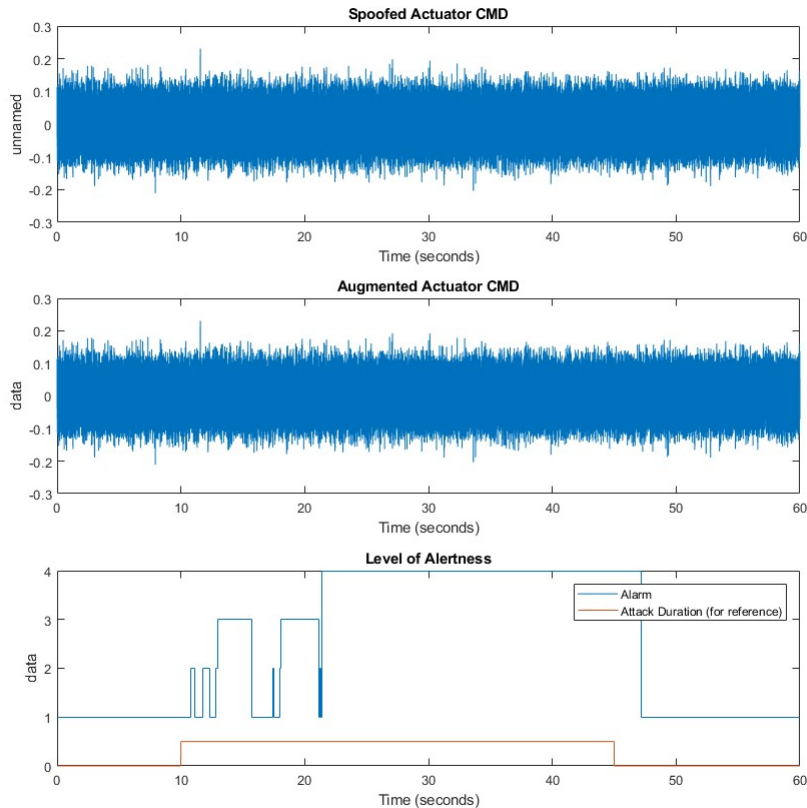 Spoofed Actuator CMD
0.3
0.2
0.1
0
-0.1
-0.2
-0.3
unnamed
0 10 20 30 40 50 60
Time (seconds)
Augmented Actuator CMD
0.3
0.2
0.1
0
-0.1
-0.2
-0.3
data
0 10 20 30 40 50 60
Time (seconds)
Level of Alertness
4
3
2
1
0
data
Alarm
Attack Duration (for reference)
0 10 20 30 40 50 60
Time (seconds)